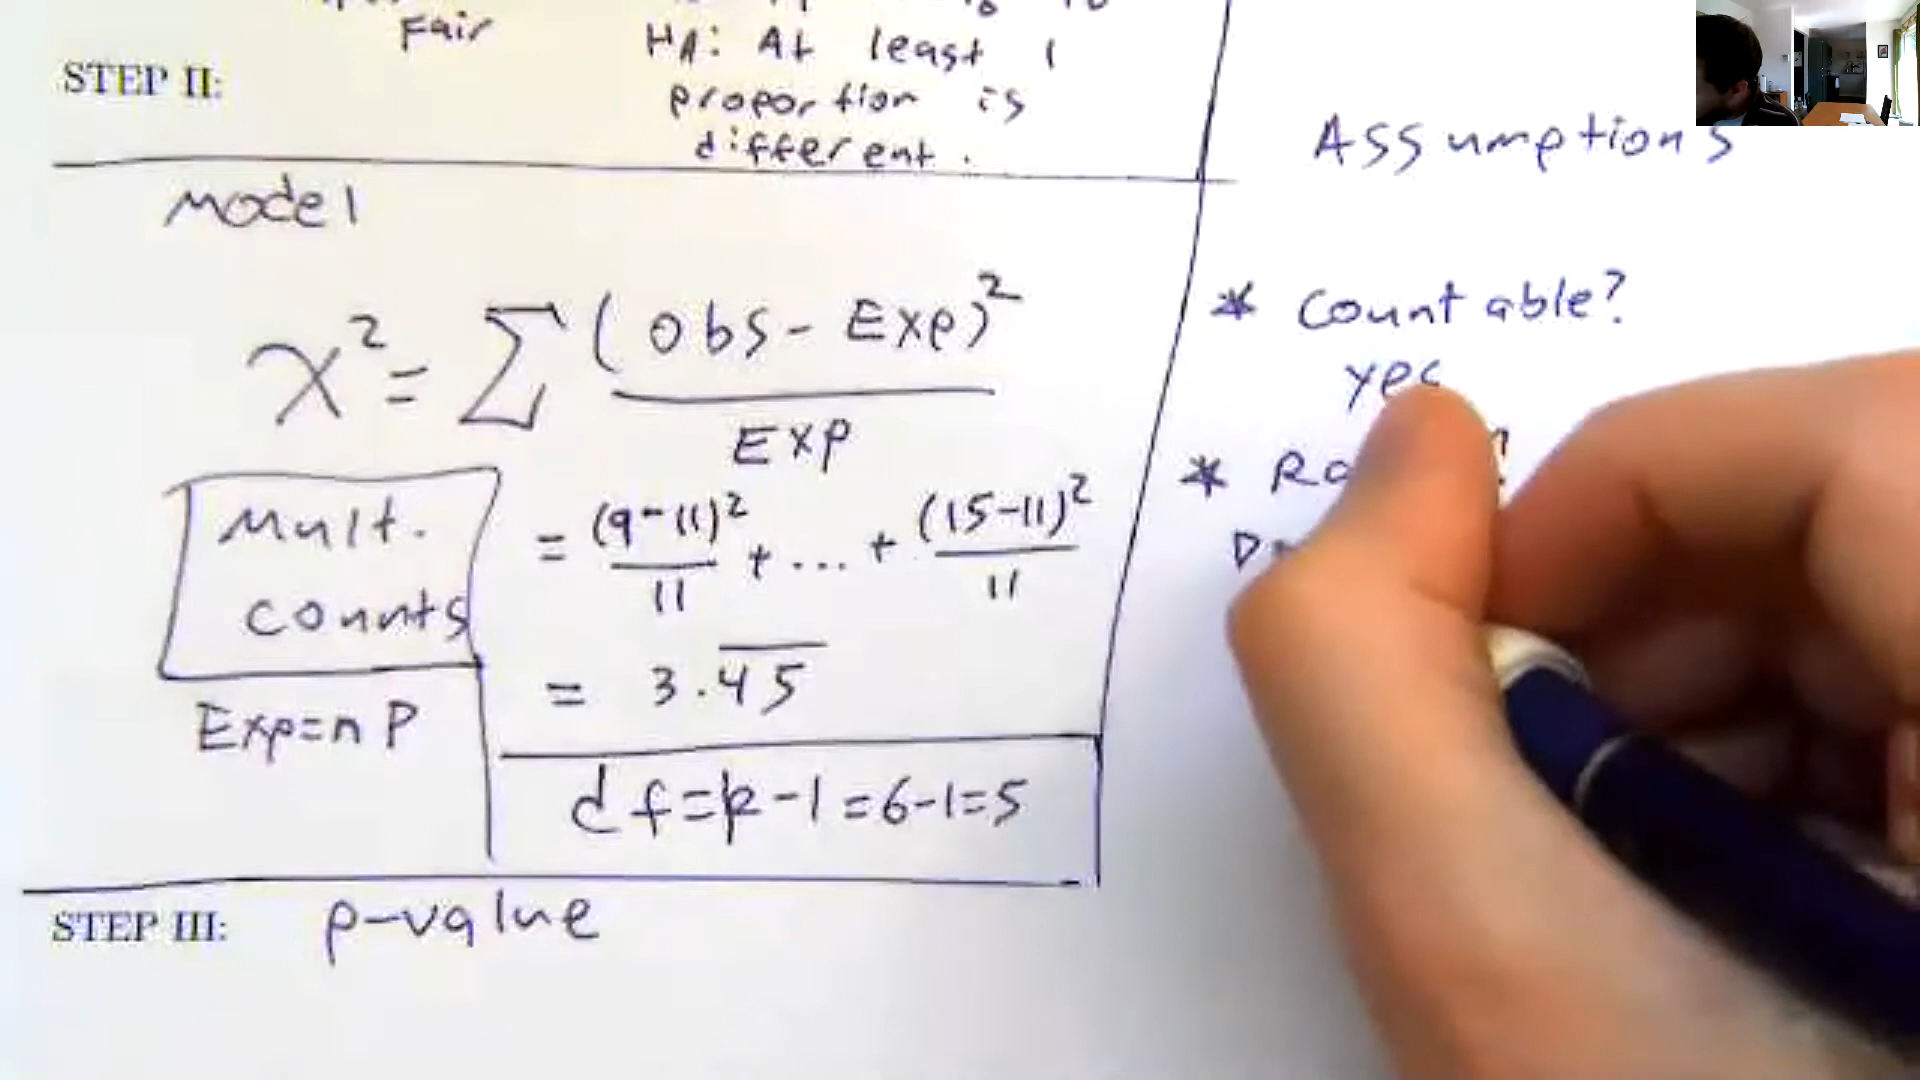 Fair
HA: At least 1
STEP II:
proportion is
different.
Assumptions
Model
χ² = Σ (Obs - Exp)² / Exp
* Countable?
yes
*
Mult.
counts
= (9-11)²/11 + ... + (15-11)²/11
= 3.4̅5̅
Exp = n P
df = k - 1 = 6 - 1 = 5
STEP III: p-value